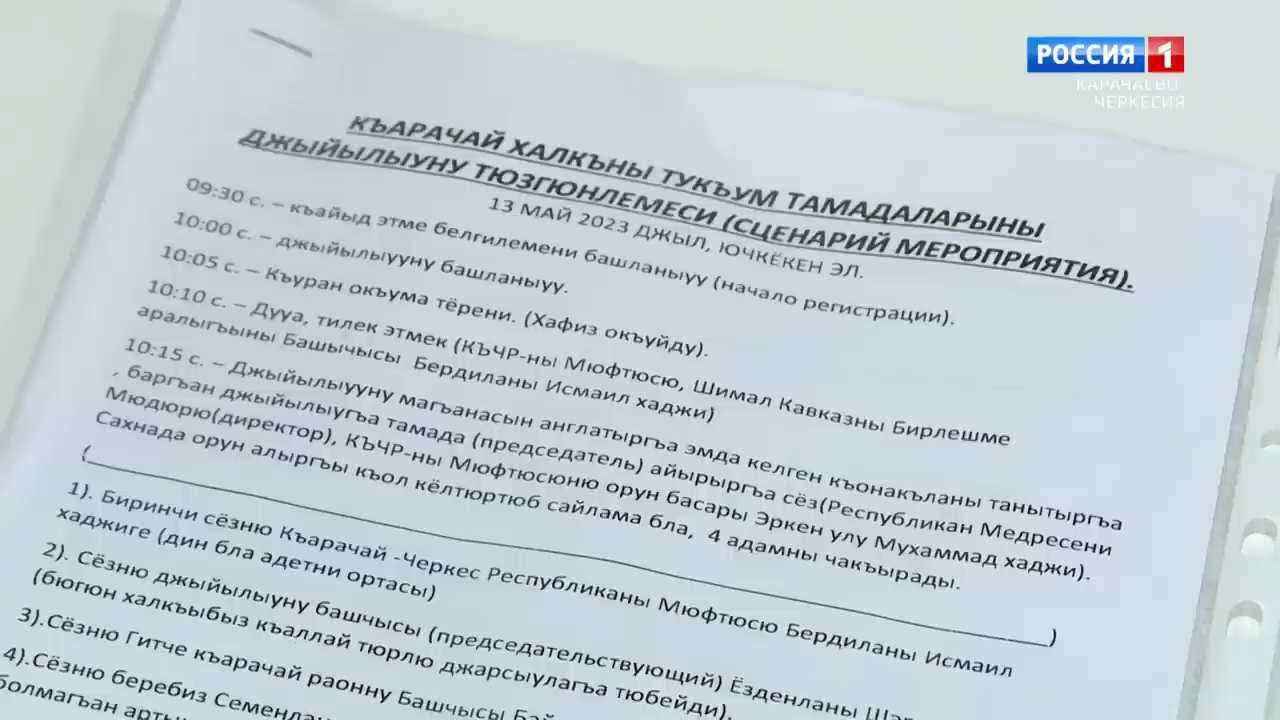 РОССИЯ 1
КАРАЧАЕВО
ЧЕРКЕСИЯ
КЪАРАЧАЙ ХАЛКЪНЫ ТУКЪУМ ТАМАДАЛАРЫНЫ
ДЖЫЙЫЛЫУНУ ТЮЗГЮНЛЕМЕСИ (СЦЕНАРИЙ МЕРОПРИЯТИЯ).
13 МАЙ 2023 ДЖЫЛ, ЮЧКЁКЕН ЭЛ.
09:30 с. – къайыд этме белгилемени башланыуу (начало регистрации).
10:00 с. – джыйылыууну башланыуу.
10:05 с. – Къуран окъума тёрени. (Хафиз окъуйду).
10:10 с. – Дууа, тилек этмек (КЪЧР-ны Мюфтюсю, Шимал Кавказны Бирлешме
аралыгъыны Башычысы Бердиланы Исмаил хаджи)
10:15 с. – Джыйылыууну магъанасын англатыргъа эмда келген къонакъланы танытыргъа
, баргъан джыйылыугъа тамада (председатель) айырыргъа сёз(Республикан Медресени
Мюдюрю(директор), КЪЧР-ны Мюфтюсюню орун басары Эркен улу Мухаммад хаджи).
Сахнада орун алыргъы къол кёлтюртюб сайлама бла, 4 адамны чакъырады.
(____________________________________________________________)
1). Биринчи сёзню Къарачай -Черкес Республиканы Мюфтюсю Бердиланы Исмаил
хаджиге (дин бла адетни ортасы)
2). Сёзню джыйылыуну башчысы (председательствующий) Ёзденланы
(бюгюн халкъыбыз къаллай тюрлю джарсыулагъа тюбейди).
3).Сёзню Гитче къарачай раонну Башчысы
4).Сёзню беребиз
болмагъан